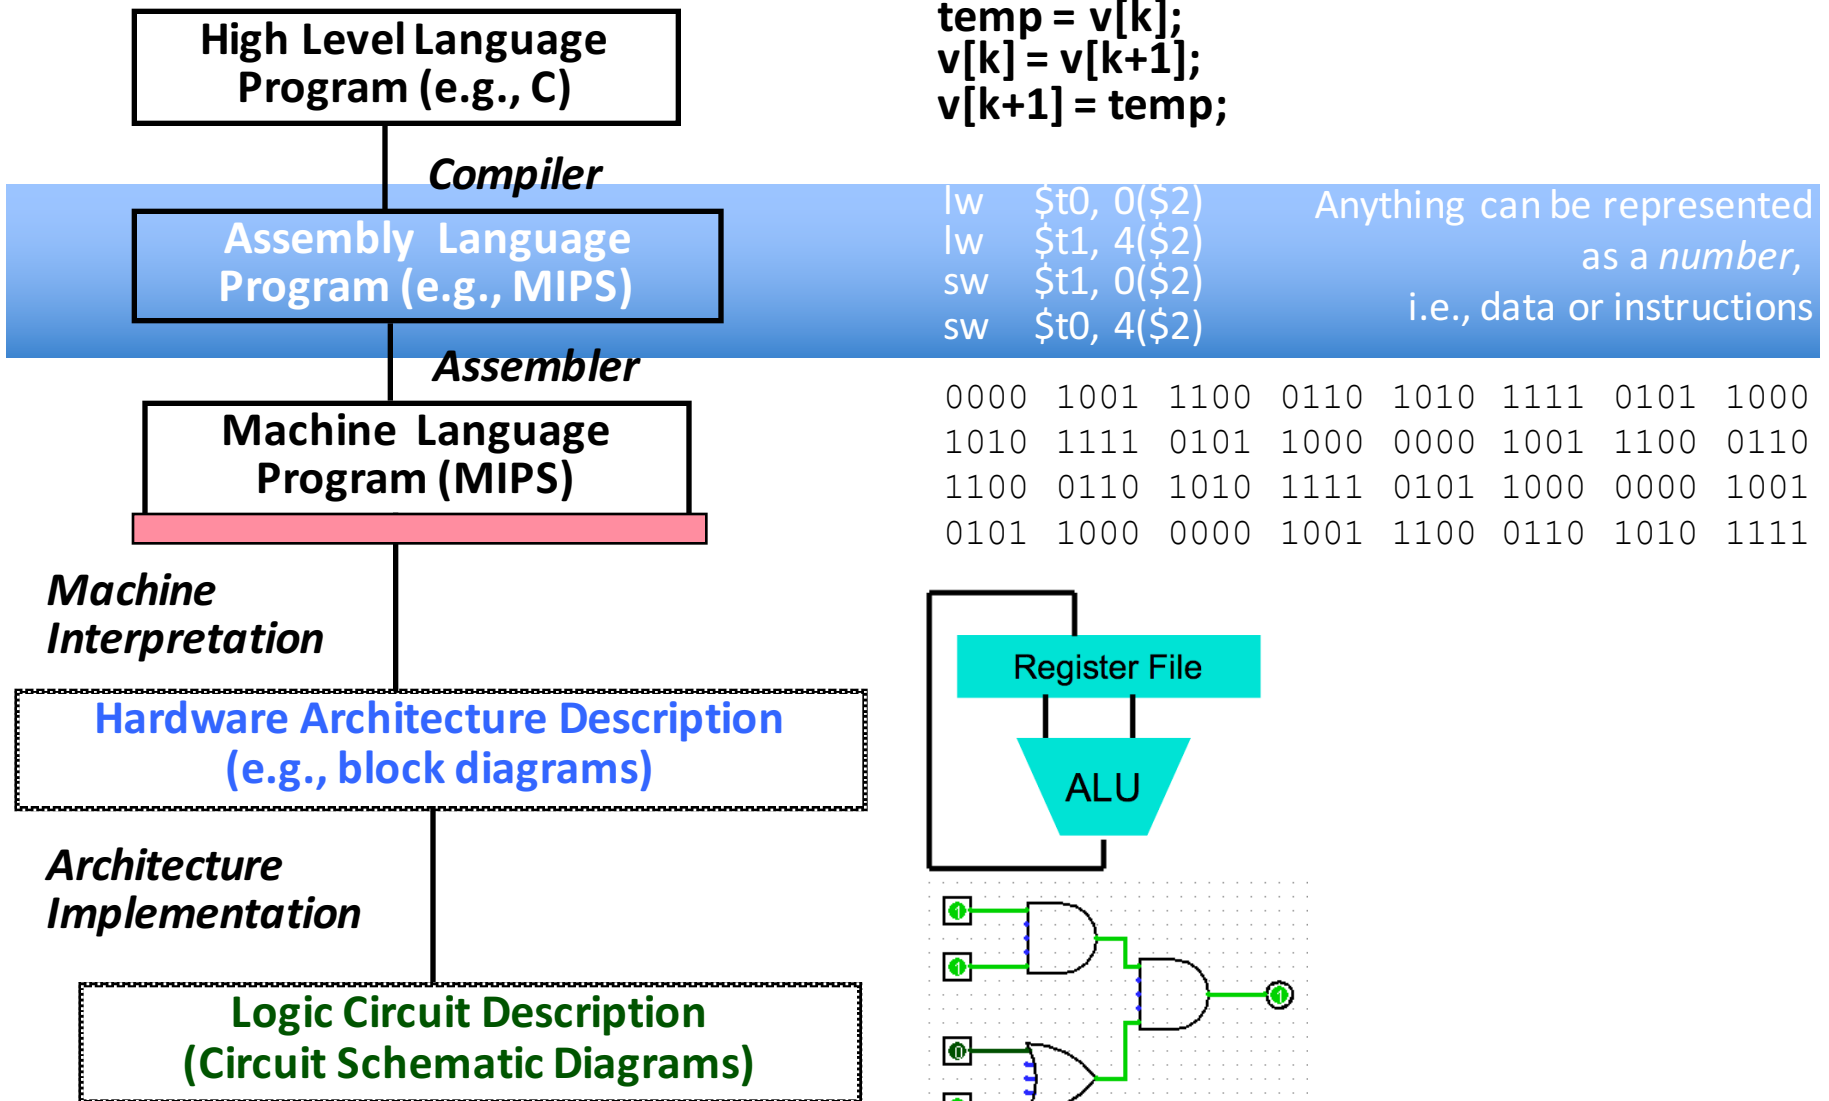 High Level Language
Program (e.g., C)
temp = v[k];
v[k] = v[k+1];
v[k+1] = temp;
Compiler
Assembly Language
Program (e.g., MIPS)
lw $t0, 0($2)
lw $t1, 4($2)
sw $t1, 0($2)
sw $t0, 4($2)
Anything can be represented
as a number,
i.e., data or instructions
Assembler
Machine Language
Program (MIPS)
0000 1001 1100 0110 1010 1111 0101 1000
1010 1111 0101 1000 0000 1001 1100 0110
1100 0110 1010 1111 0101 1000 0000 1001
0101 1000 0000 1001 1100 0110 1010 1111
Machine
Interpretation
Register File
ALU
Hardware Architecture Description
(e.g., block diagrams)
Architecture
Implementation
1
1
1
0
Logic Circuit Description
(Circuit Schematic Diagrams)